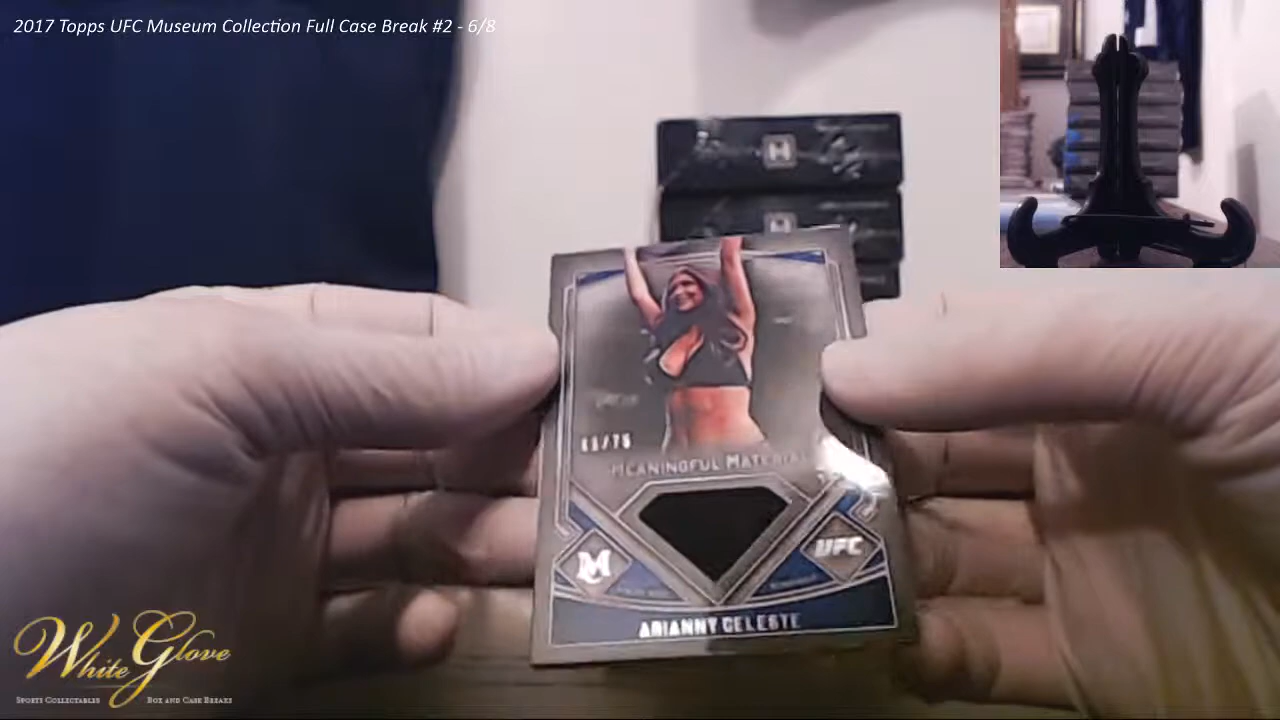 2017 Topps UFC Museum Collection Full Case Break #2 - 6/8
MEANINGFUL MATERIAL
M
UFC
ARIANNY CELESTE
White Glove
SPORTS COLLECTABLES BOX AND CASE BREAKS